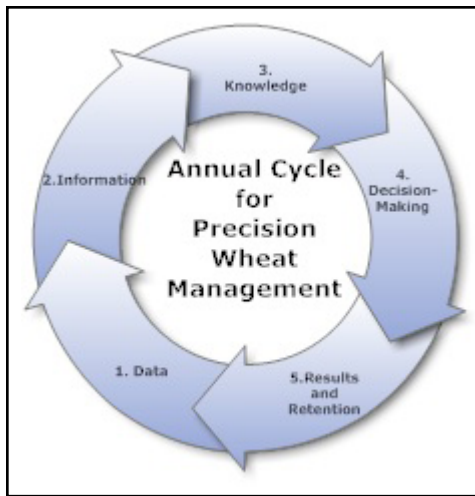 Annual Cycle
for
Precision
Wheat
Management
1. Data
2.Information
3.
Knowledge
4.
Decision-
Making
5.Results
and
Retention